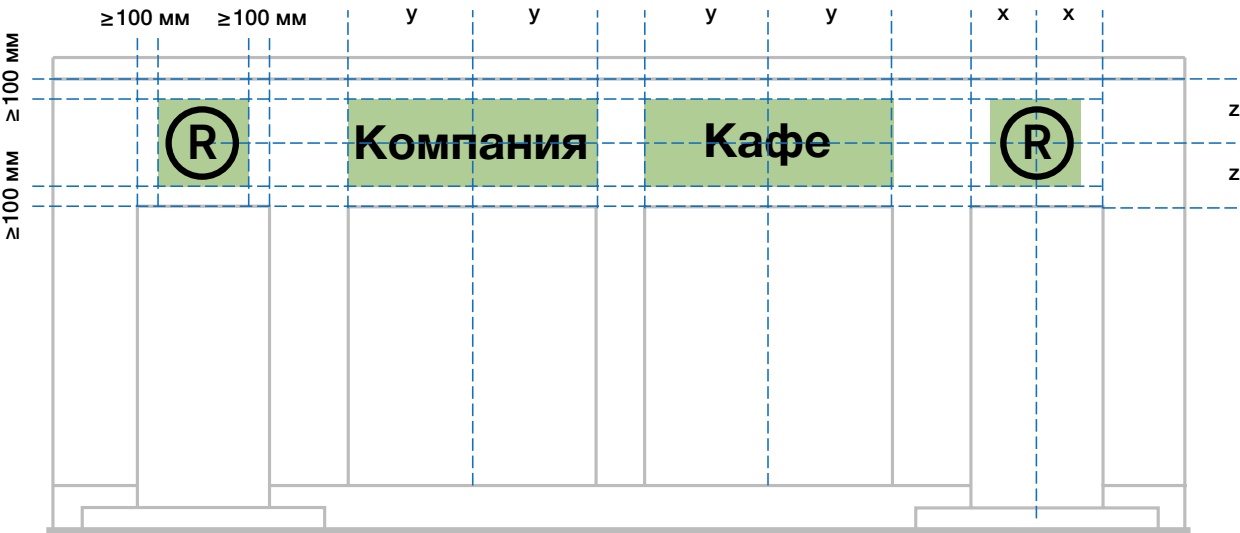 ≥100 мм ≥100 мм y y y y x x
≥100 мм
≥100 мм
® Компания Кафе ®
z
z